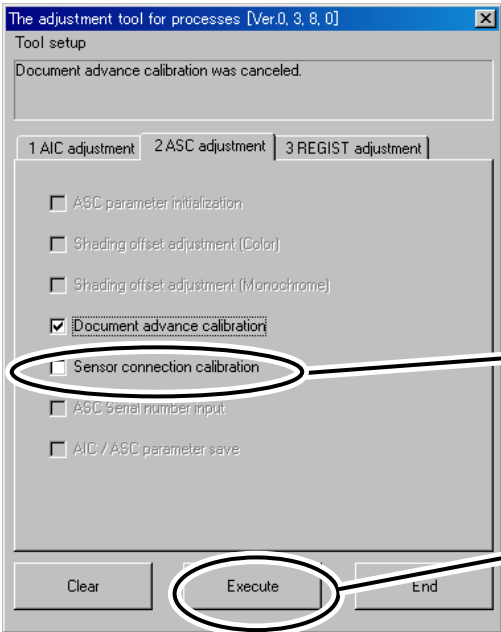 The adjustment tool for processes [Ver.0, 3, 8, 0]
Tool setup
Document advance calibration was canceled.
1 AIC adjustment 2 ASC adjustment 3 REGIST adjustment
ASC parameter initialization
Shading offset adjustment (Color)
Shading offset adjustment (Monochrome)
Document advance calibration
Sensor connection calibration
ASC Serial number input
AIC / ASC parameter save
Clear Execute End